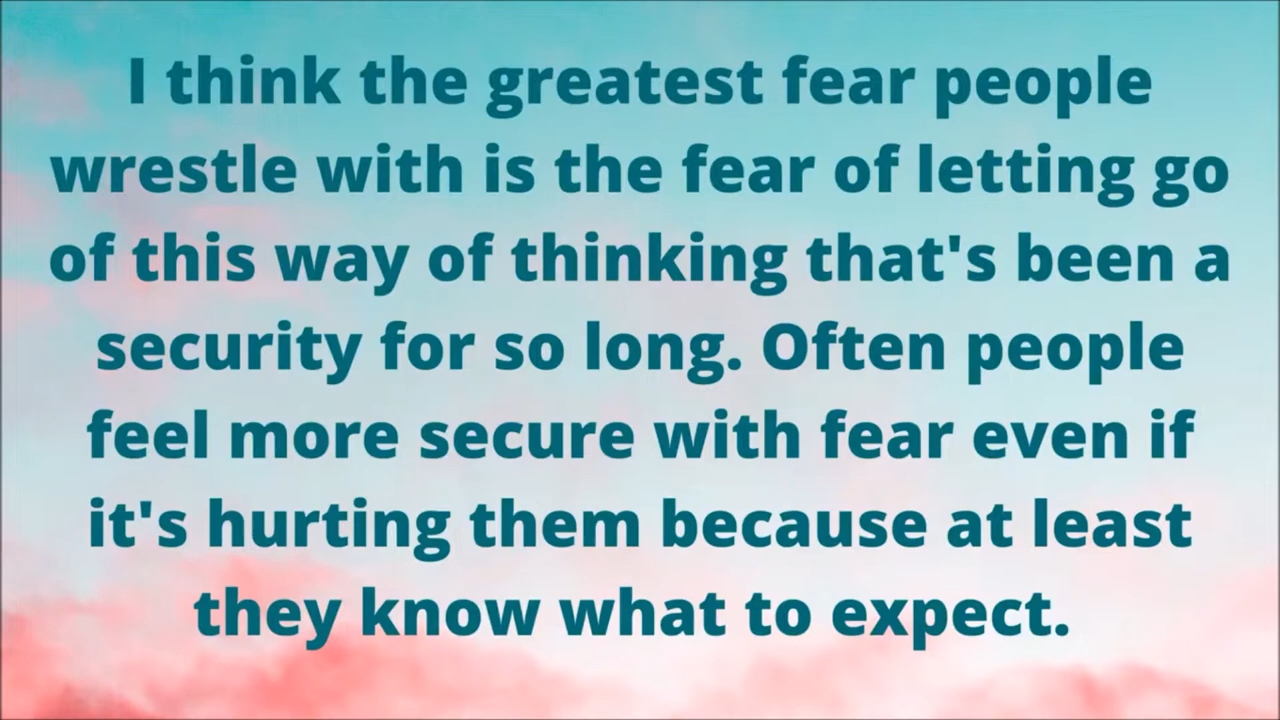 I think the greatest fear people
wrestle with is the fear of letting go
of this way of thinking that's been a
security for so long. Often people
feel more secure with fear even if
it's hurting them because at least
they know what to expect.